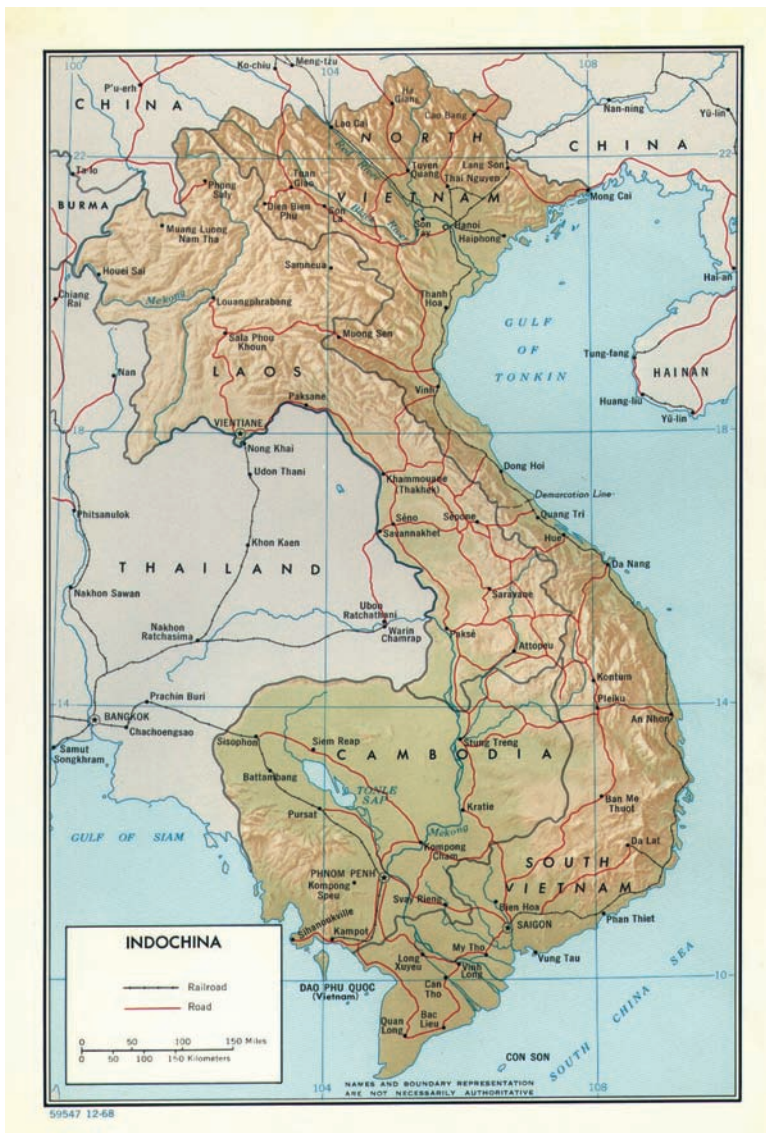 100
Ko-chiu
Meng-tzu
104
108
P'u-erh
CHINA
Ha
Giang
Cao Bang
Nan-ning
Yü-lin
Lao Cai
NORTH
CHINA
22
22
Ta-lo
Red River
Tuyen
Quang
Lang Son
Thai Nguyen
Phong
Saly
Tuan
Giao
VIETNAM
BURMA
Dien Bien
Phu
Son
La
Black River
Son
Tay
Hanoi
Mong Cai
Haiphong
Muang Luong
Nam Tha
Houei Sai
Samneua
Hai-an
Chiang
Rai
Mekong
Louangphrabang
Thanh
Hoa
GULF
OF
TONKIN
Sala Phou
Khoun
Muong Sen
Tung-fang
HAINAN
Nan
LAOS
Vinh
Huang-liu
Yü-lin
Paksane
18
VIENTIANE
18
Nong Khai
Udon Thani
Khammouane
(Thakhek)
Dong Hoi
Demarcation Line
Phitsanulok
Séno
Sépone
Quang Tri
Savannakhet
Hue
Khon Kaen
Da Nang
THAILAND
Nakhon Sawan
Saravane
Ubon
Ratchathani
Nakhon
Ratchasima
Warin
Chamrap
Paksé
Attopeu
Kontum
Prachin Buri
14
Pleiku
14
BANGKOK
An Nhon
Chachoengsao
Sisophon
Siem Reap
Stung Treng
Samut
Songkhram
CAMBODIA
Battambang
TONLE
SAP
Pursat
Kratie
Ban Me
Thuot
GULF OF SIAM
Mekong
Kompong
Cham
Da Lat
PHNOM PENH
SOUTH
VIETNAM
Kompong
Speu
Svay Rieng
Bien Hoa
SAIGON
Phan Thiet
Sihanoukville
Kampot
INDOCHINA
My Tho
Vung Tau
Long
Xuyeu
Vinh
Long
10
DAO PHU QUOC
(Vietnam)
Can
Tho
Railroad
Road
Quan
Long
Bac
Lieu
SOUTH CHINA SEA
0 50 100 150 Miles
0 50 100 150 Kilometers
CON SON
104
108
NAMES AND BOUNDARY REPRESENTATION
ARE NOT NECESSARILY AUTHORITATIVE
59547 12-68